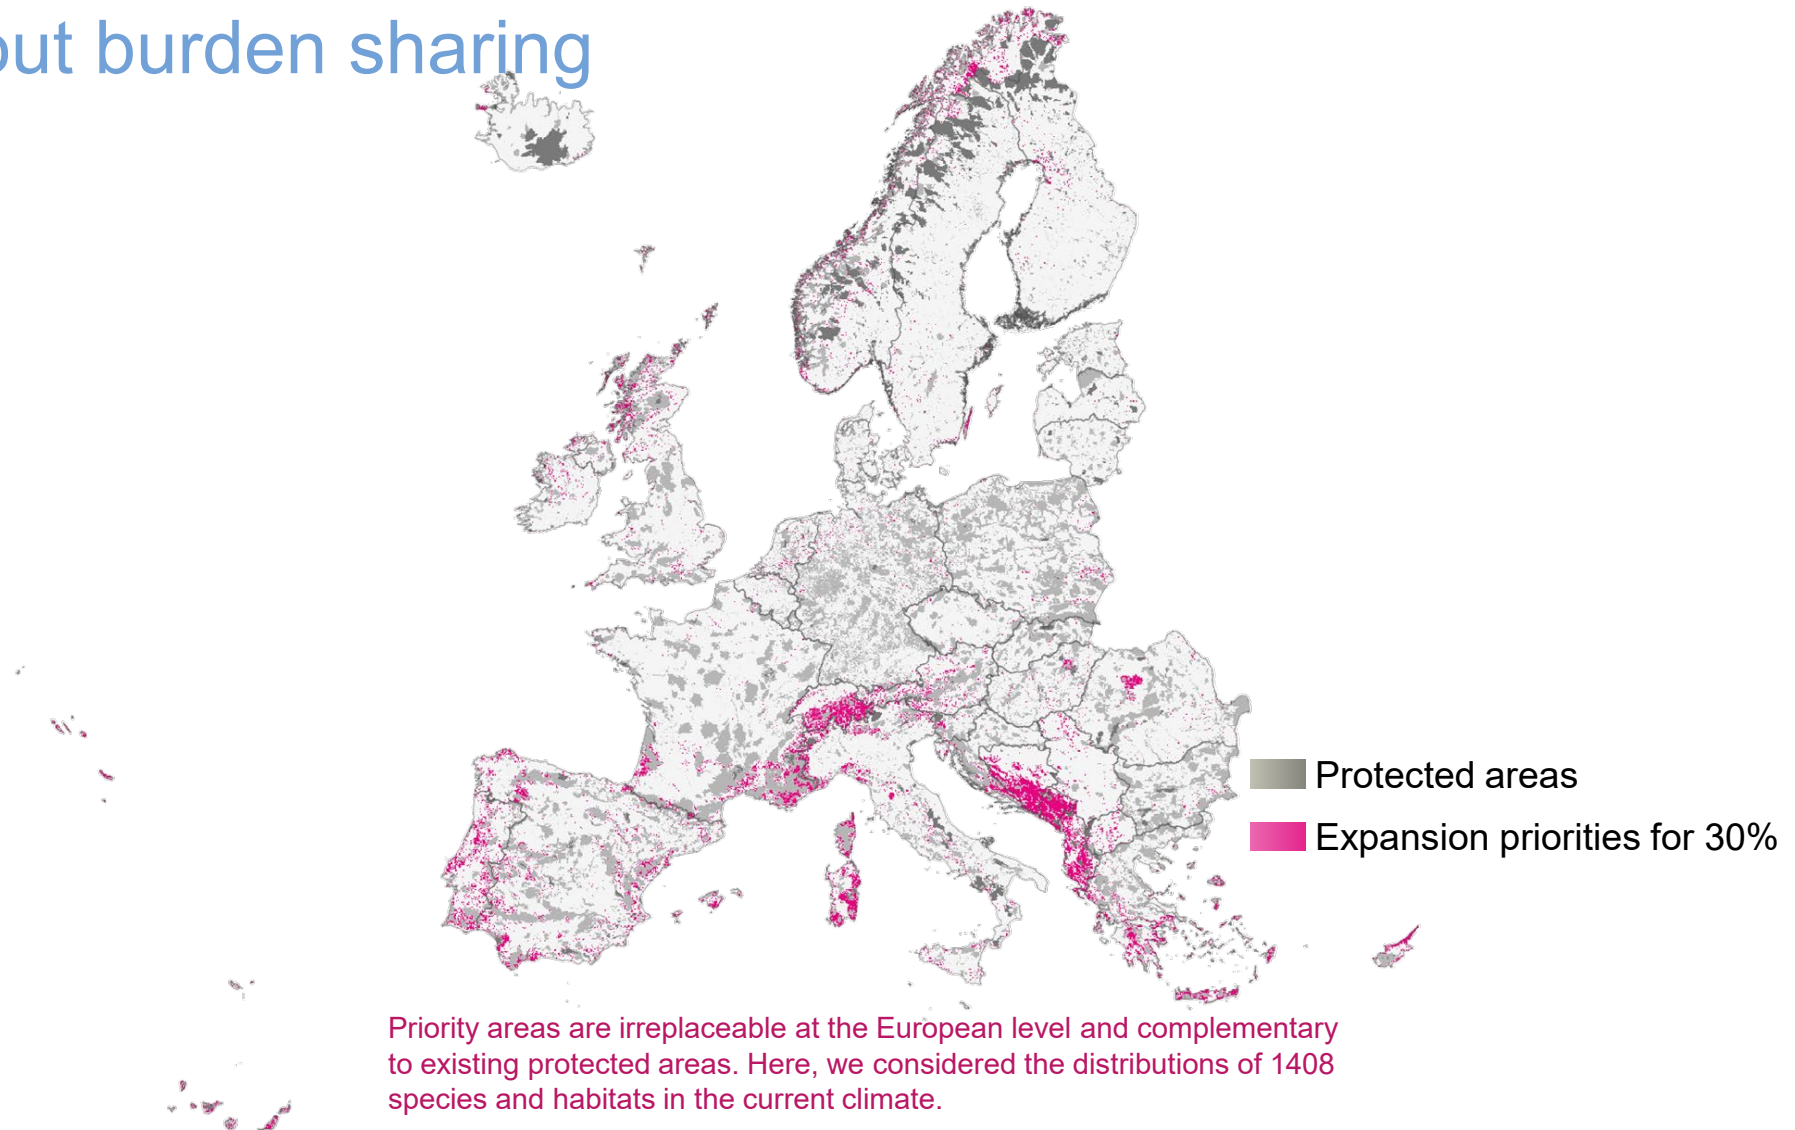 out burden sharing
Protected areas
Expansion priorities for 30%
Priority areas are irreplaceable at the European level and complementary
to existing protected areas. Here, we considered the distributions of 1408
species and habitats in the current climate.